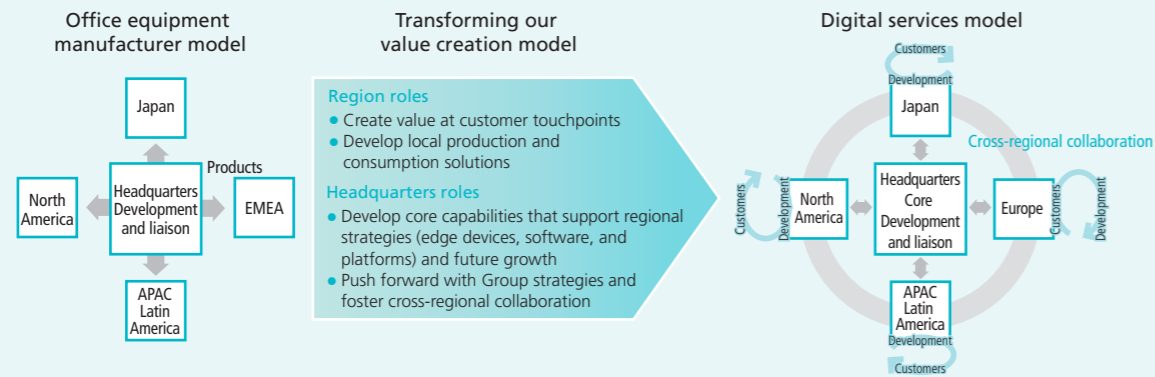 Office equipment
manufacturer model
Japan
Products
North
America
Headquarters
Development
and liaison
EMEA
APAC
Latin
America
Transforming our
value creation model
Region roles
● Create value at customer touchpoints
● Develop local production and
consumption solutions
Headquarters roles
● Develop core capabilities that support regional
strategies (edge devices, software, and
platforms) and future growth
● Push forward with Group strategies and
foster cross-regional collaboration
Digital services model
Customers
Development
Japan
Cross-regional collaboration
Customers
Development
North
America
Headquarters
Core
Development
and liaison
Europe
Customers
Development
APAC
Latin
America
Development
Customers